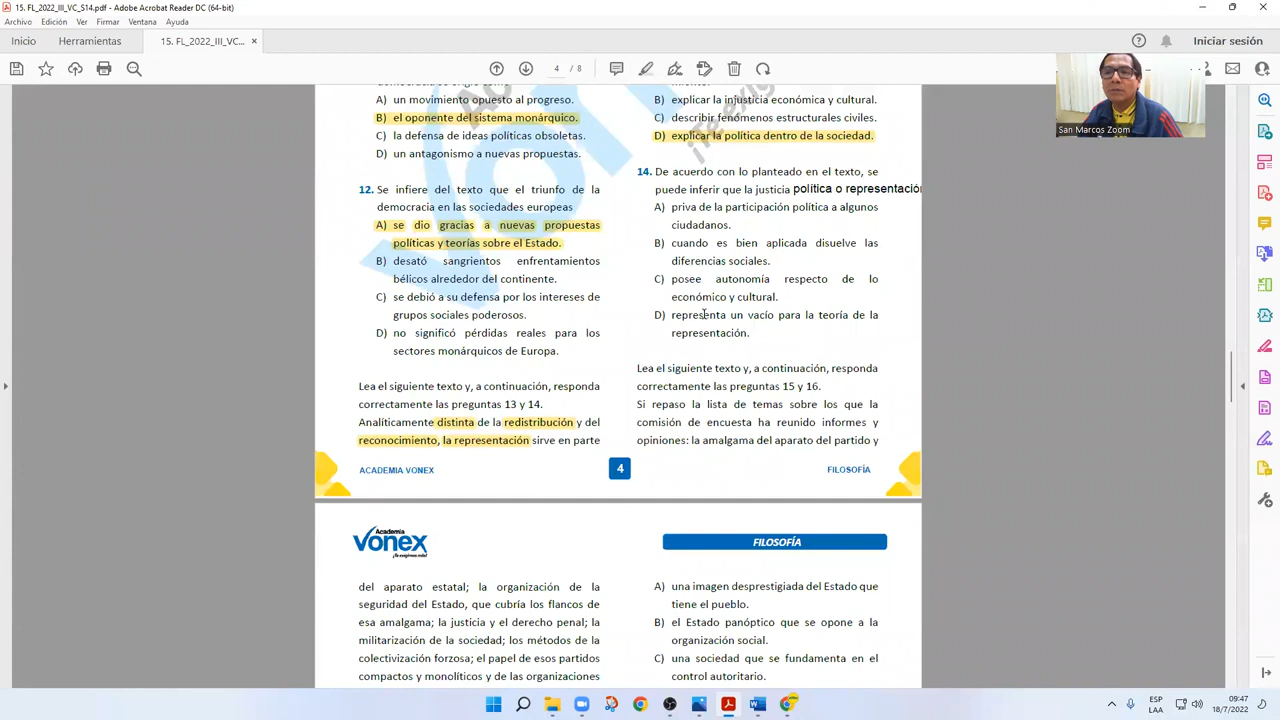 15. FL_2022_III_VC_S14.pdf - Adobe Acrobat Reader DC (64-bit)
Archivo Edición Ver Firmar Ventana Ayuda
Inicio Herramientas 15. FL_2022_III_VC... × Iniciar sesión
4 / 8
San Marcos Zoom
A) un movimiento opuesto al progreso.
B) el oponente del sistema monárquico.
C) la defensa de ideas políticas obsoletas.
D) un antagonismo a nuevas propuestas.
12. Se infiere del texto que el triunfo de la
democracia en las sociedades europeas
A) se dio gracias a nuevas propuestas
políticas y teorías sobre el Estado.
B) desató sangrientos enfrentamientos
bélicos alrededor del continente.
C) se debió a su defensa por los intereses de
grupos sociales poderosos.
D) no significó pérdidas reales para los
sectores monárquicos de Europa.
Lea el siguiente texto y, a continuación, responda
correctamente las preguntas 13 y 14.
Analíticamente distinta de la redistribución y del
reconocimiento, la representación sirve en parte
B) explicar la injusticia económica y cultural.
C) describir fenómenos estructurales civiles.
D) explicar la política dentro de la sociedad.
14. De acuerdo con lo planteado en el texto, se
puede inferir que la justicia política o representación
A) priva de la participación política a algunos
ciudadanos.
B) cuando es bien aplicada disuelve las
diferencias sociales.
C) posee autonomía respecto de lo
económico y cultural.
D) representa un vacío para la teoría de la
representación.
Lea el siguiente texto y, a continuación, responda
correctamente las preguntas 15 y 16.
Si repaso la lista de temas sobre los que la
comisión de encuesta ha reunido informes y
opiniones: la amalgama del aparato del partido y
ACADEMIA VONEX 4 FILOSOFÍA
Academia
vonex
¡Te exigimos más!
FILOSOFÍA
del aparato estatal; la organización de la
seguridad del Estado, que cubría los flancos de
esa amalgama; la justicia y el derecho penal; la
militarización de la sociedad; los métodos de la
colectivización forzosa; el papel de esos partidos
compactos y monolíticos y de las organizaciones
A) una imagen desprestigiada del Estado que
tiene el pueblo.
B) el Estado panóptico que se opone a la
organización social.
C) una sociedad que se fundamenta en el
control autoritario.
ESP
LAA
09:47
18/7/2022